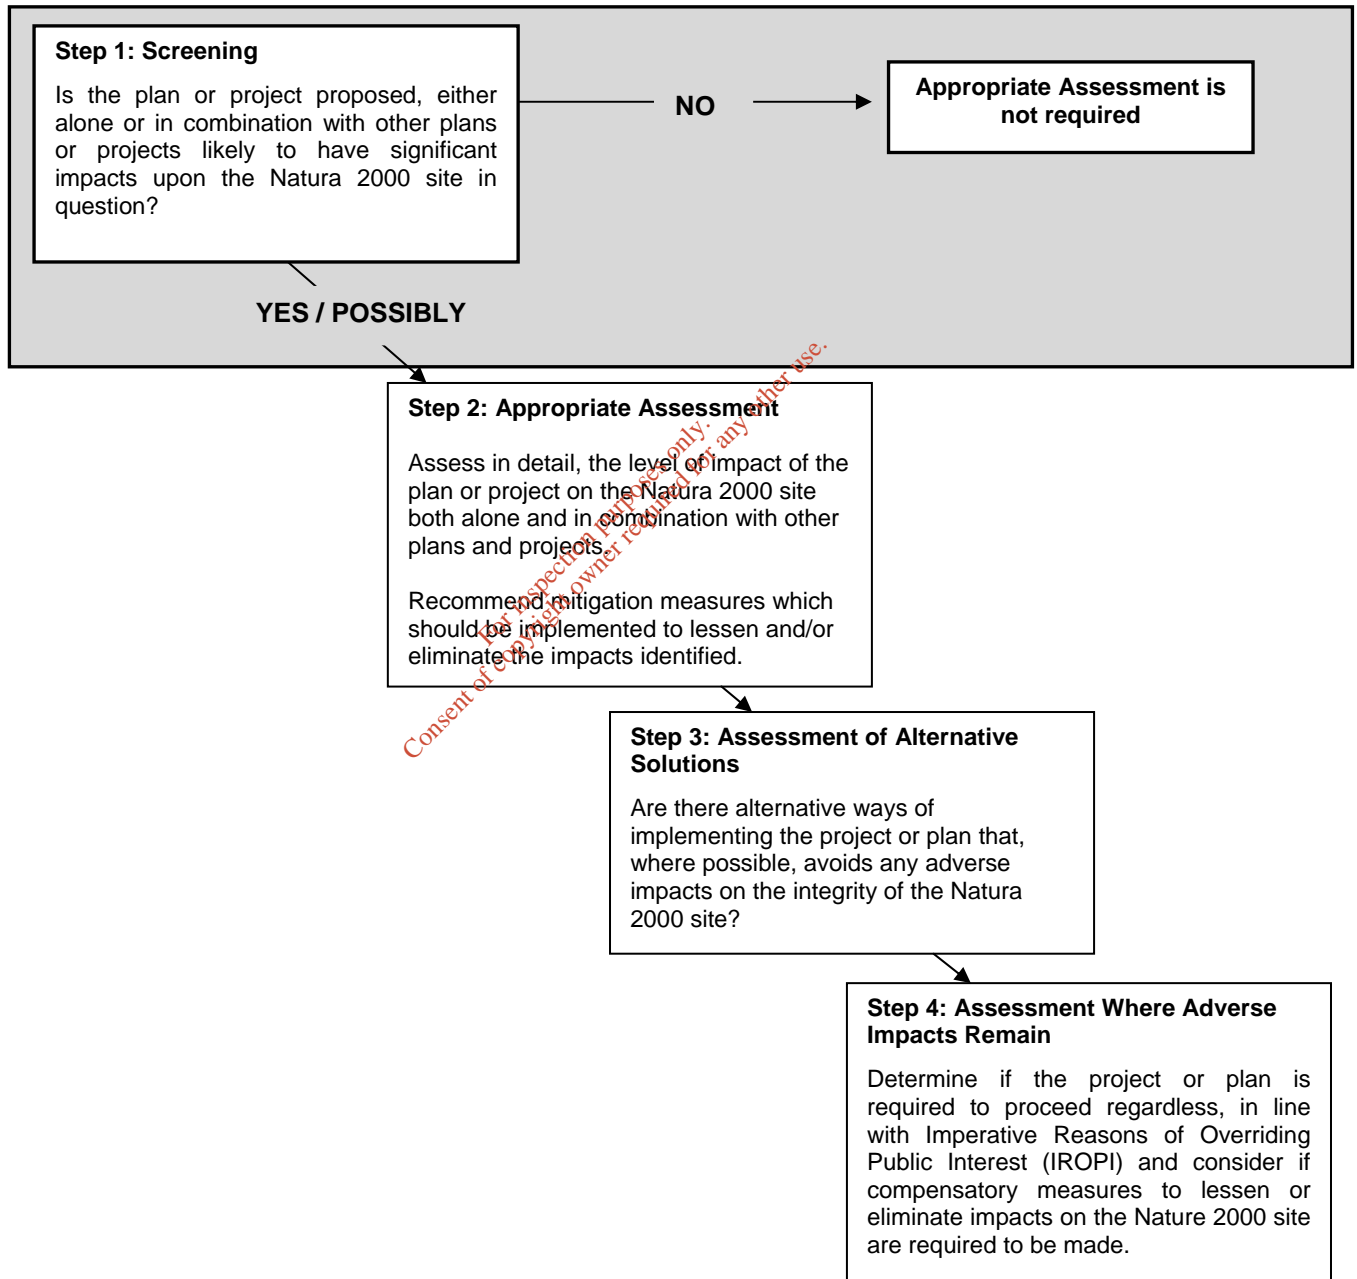 Step 1: Screening
Is the plan or project proposed, either
alone or in combination with other plans
or projects likely to have significant
impacts upon the Natura 2000 site in
question?
NO
Appropriate Assessment is
not required
YES / POSSIBLY
Step 2: Appropriate Assessment
Assess in detail, the level of impact of the
plan or project on the Natura 2000 site
both alone and in combination with other
plans and projects.
Recommend mitigation measures which
should be implemented to lessen and/or
eliminate the impacts identified.
For inspection purposes only.
Consent of copyright owner required for any other use.
Step 3: Assessment of Alternative
Solutions
Are there alternative ways of
implementing the project or plan that,
where possible, avoids any adverse
impacts on the integrity of the Natura
2000 site?
Step 4: Assessment Where Adverse
Impacts Remain
Determine if the project or plan is
required to proceed regardless, in line
with Imperative Reasons of Overriding
Public Interest (IROPI) and consider if
compensatory measures to lessen or
eliminate impacts on the Nature 2000 site
are required to be made.